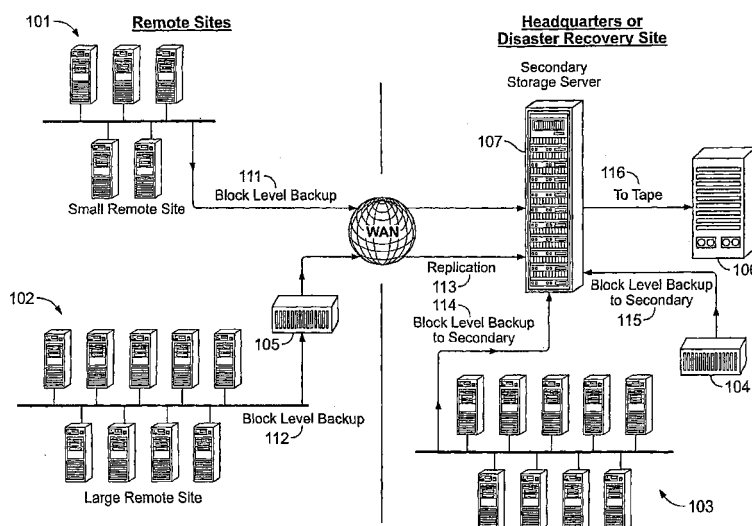 Remote Sites
Headquarters or
Disaster Recovery Site
101
Secondary
Storage Server
107
111
Block Level Backup
Small Remote Site
WAN
116
To Tape
106
Replication
113
114
Block Level Backup
to Secondary
Block Level Backup
to Secondary
115
102
105
104
Block Level Backup
112
Large Remote Site
103